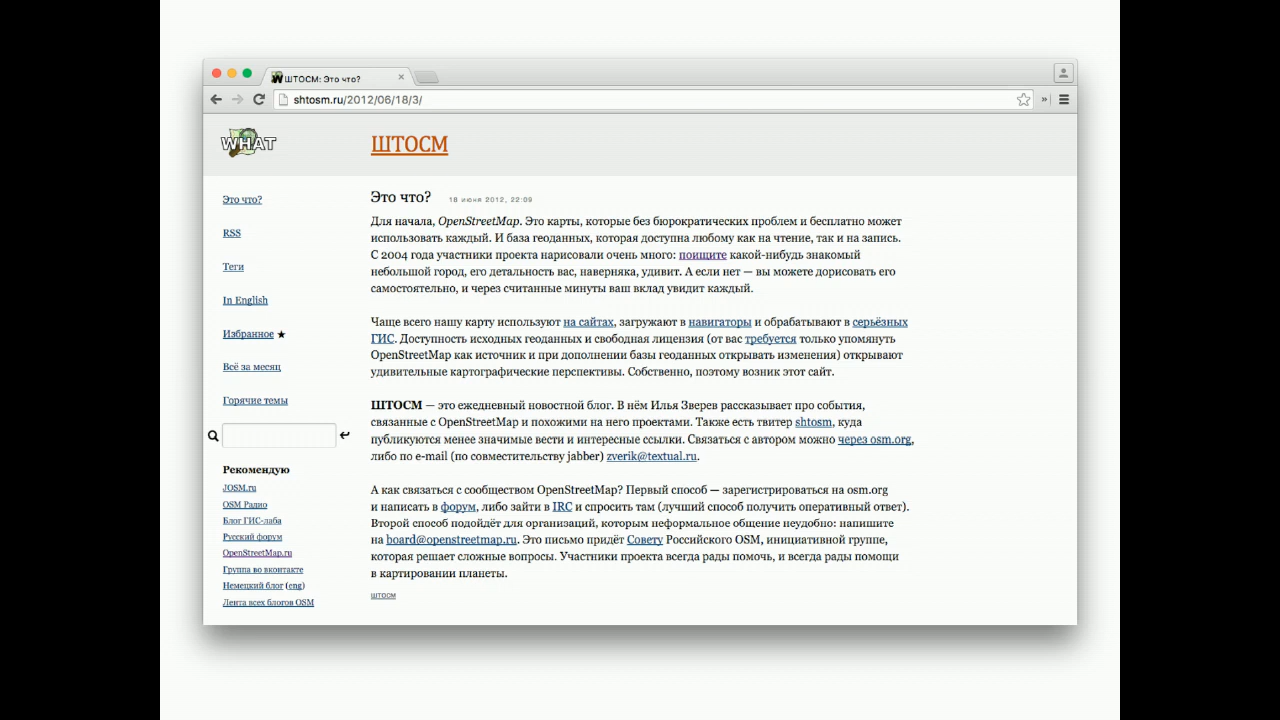 ШТОСМ: Это что?
shtosm.ru/2012/06/18/3/
WHAT
ШТОСМ
Это что?
RSS
Теги
In English
Избранное ★
Всё за месяц
Горячие темы
Рекомендую
JOSM.ru
OSM Радио
Блог ГИС-лаба
Русский форум
OpenStreetMap.ru
Группа во вконтакте
Немецкий блог (eng)
Лента всех блогов OSM
Это что? 18 июня 2012, 22:09
Для начала, OpenStreetMap. Это карты, которые без бюрократических проблем и бесплатно может
использовать каждый. И база геоданных, которая доступна любому как на чтение, так и на запись.
С 2004 года участники проекта нарисовали очень много: поищите какой-нибудь знакомый
небольшой город, его детальность вас, наверняка, удивит. А если нет — вы можете дорисовать его
самостоятельно, и через считанные минуты ваш вклад увидит каждый.
Чаще всего нашу карту используют на сайтах, загружают в навигаторы и обрабатывают в серьёзных
ГИС. Доступность исходных геоданных и свободная лицензия (от вас требуется только упомянуть
OpenStreetMap как источник и при дополнении базы геоданных открывать изменения) открывают
удивительные картографические перспективы. Собственно, поэтому возник этот сайт.
ШТОСМ — это ежедневный новостной блог. В нём Илья Зверев рассказывает про события,
связанные с OpenStreetMap и похожими на него проектами. Также есть твитер shtosm, куда
публикуются менее значимые вести и интересные ссылки. Связаться с автором можно через osm.org,
либо по e-mail (по совместительству jabber) zverik@textual.ru.
А как связаться с сообществом OpenStreetMap? Первый способ — зарегистрироваться на osm.org
и написать в форум, либо зайти в IRC и спросить там (лучший способ получить оперативный ответ).
Второй способ подойдёт для организаций, которым неформальное общение неудобно: напишите
на board@openstreetmap.ru. Это письмо придёт Совету Российского OSM, инициативной группе,
которая решает сложные вопросы. Участники проекта всегда рады помочь, и всегда рады помощи
в картировании планеты.
штосм